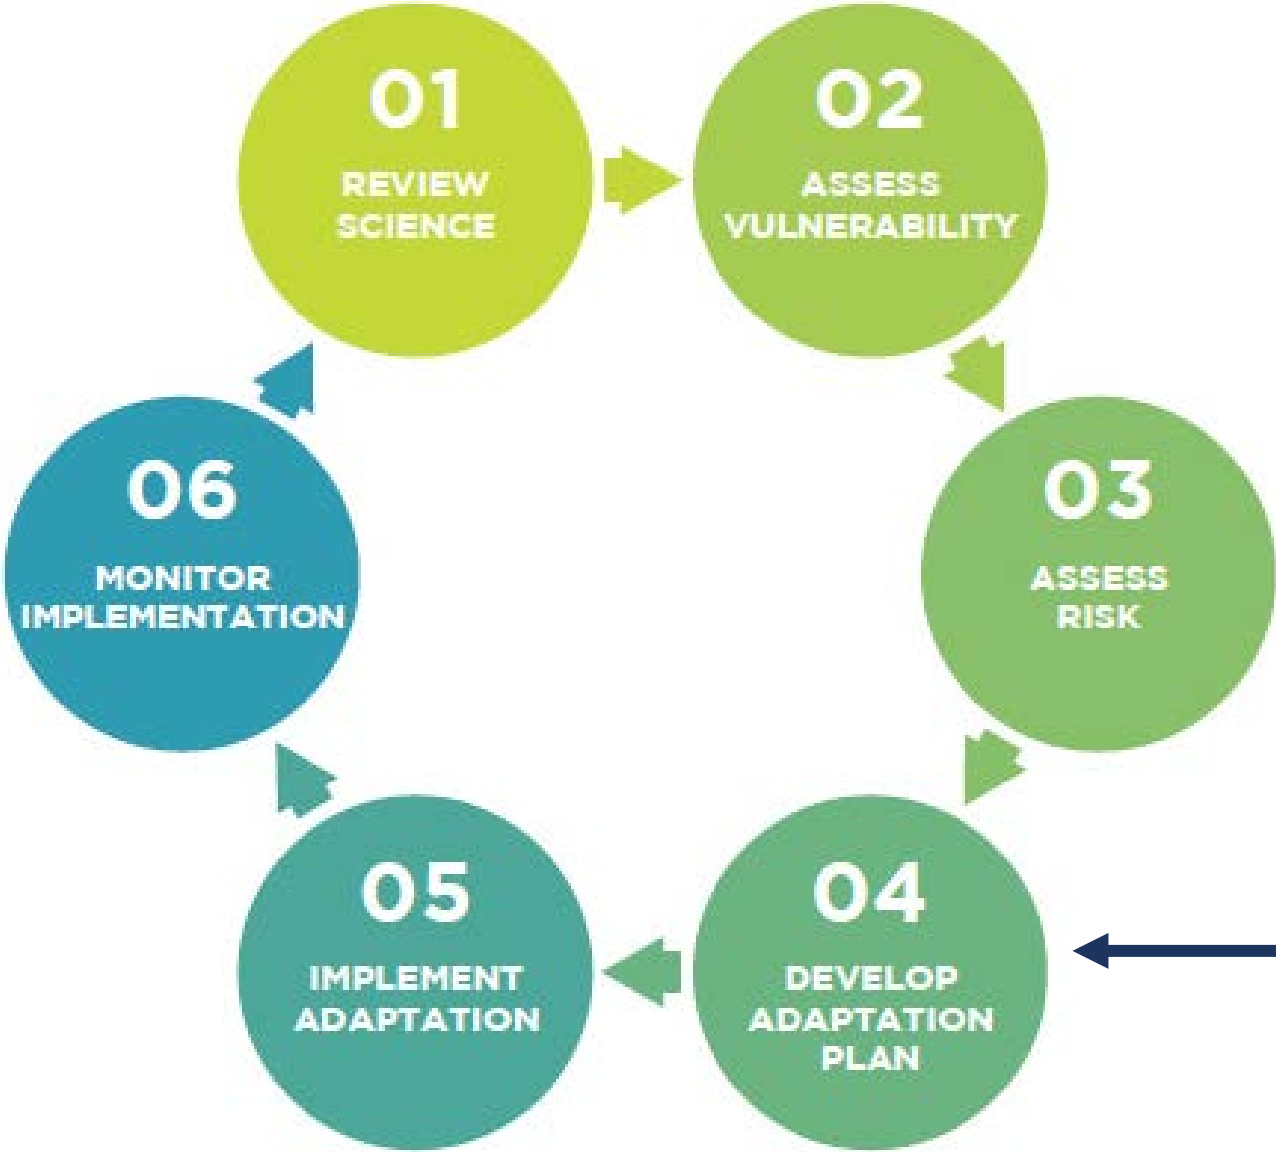 01
REVIEW
SCIENCE
02
ASSESS
VULNERABILITY
03
ASSESS
RISK
04
DEVELOP
ADAPTATION
PLAN
05
IMPLEMENT
ADAPTATION
06
MONITOR
IMPLEMENTATION